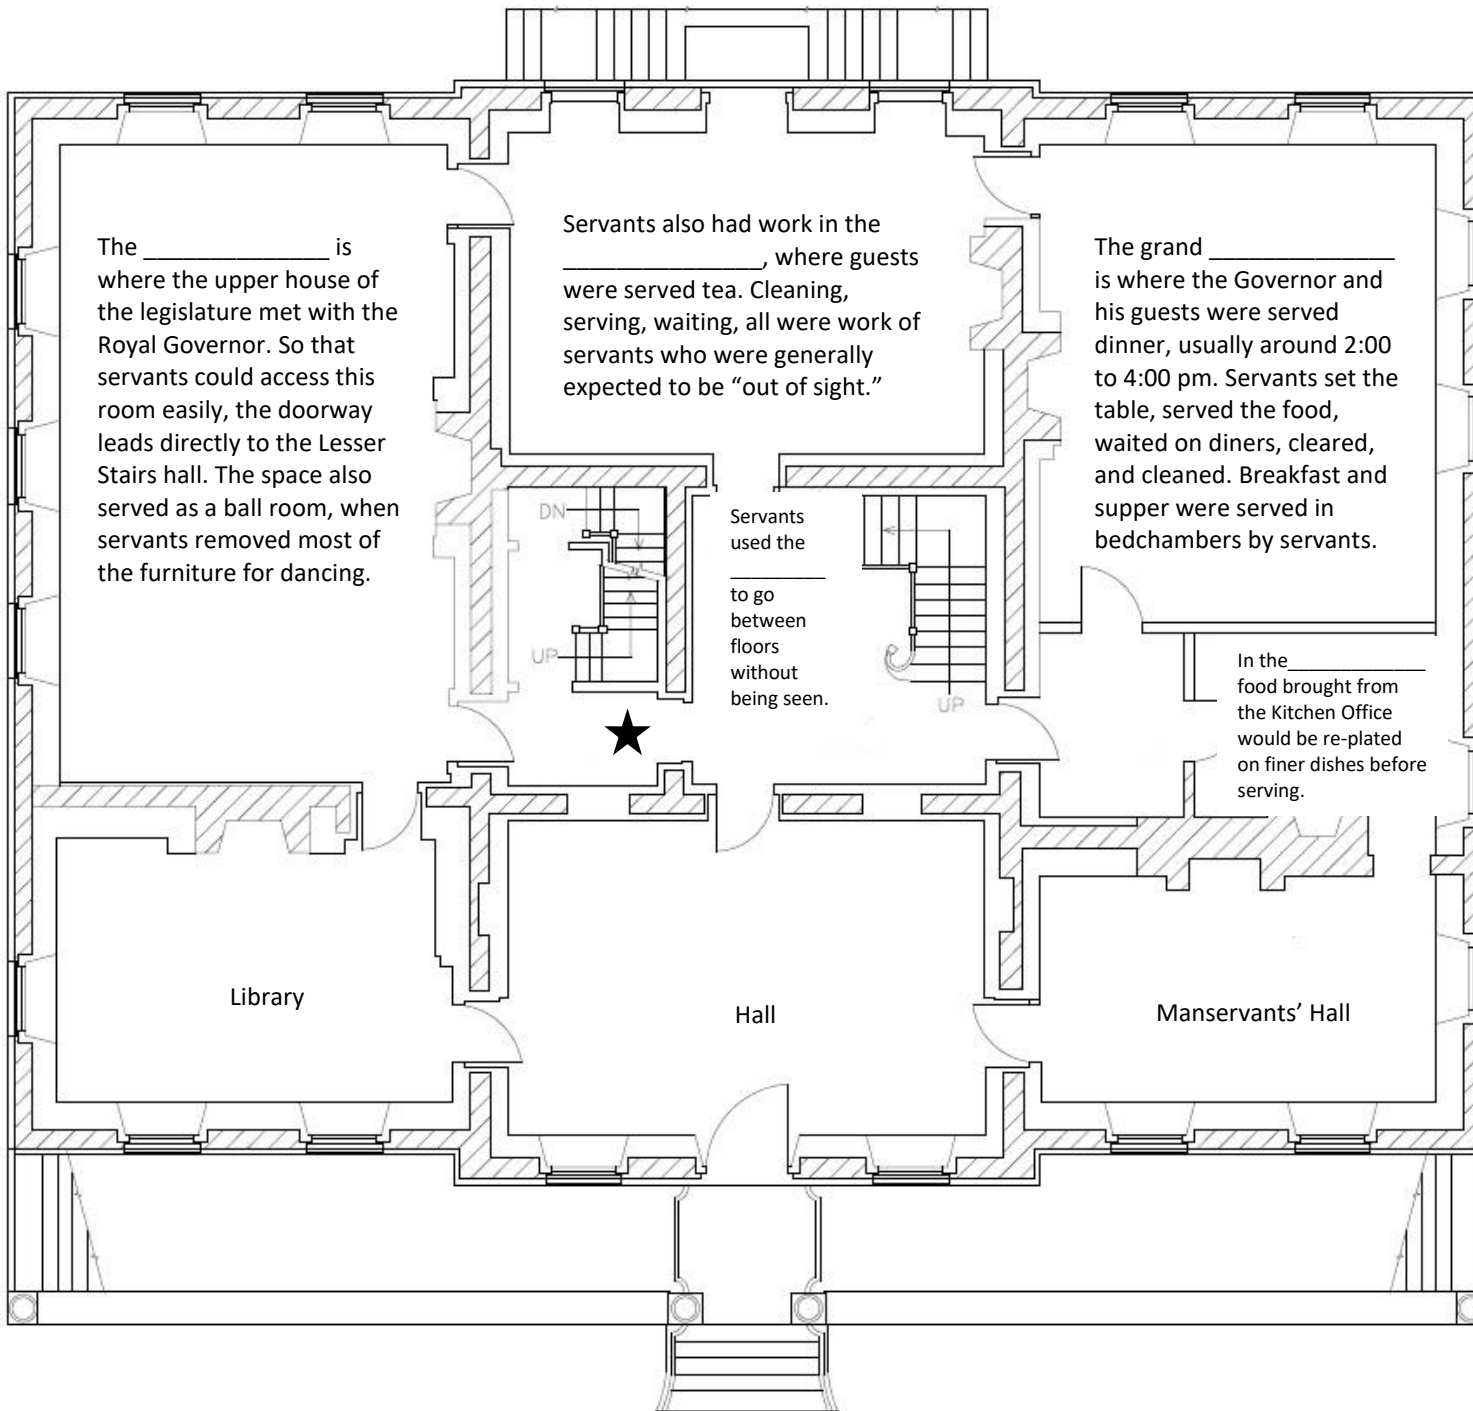 The ______________ is
where the upper house of
the legislature met with the
Royal Governor. So that
servants could access this
room easily, the doorway
leads directly to the Lesser
Stairs hall. The space also
served as a ball room, when
servants removed most of
the furniture for dancing.
Servants also had work in the
_______________, where guests
were served tea. Cleaning,
serving, waiting, all were work of
servants who were generally
expected to be “out of sight.”
The grand ______________
is where the Governor and
his guests were served
dinner, usually around 2:00
to 4:00 pm. Servants set the
table, served the food,
waited on diners, cleared,
and cleaned. Breakfast and
supper were served in
bedchambers by servants.
DN
UP
Servants
used the
_________
to go
between
floors
without
being seen.
UP
In the_____________
food brought from
the Kitchen Office
would be re-plated
on finer dishes before
serving.
Library
Hall
Manservants’ Hall